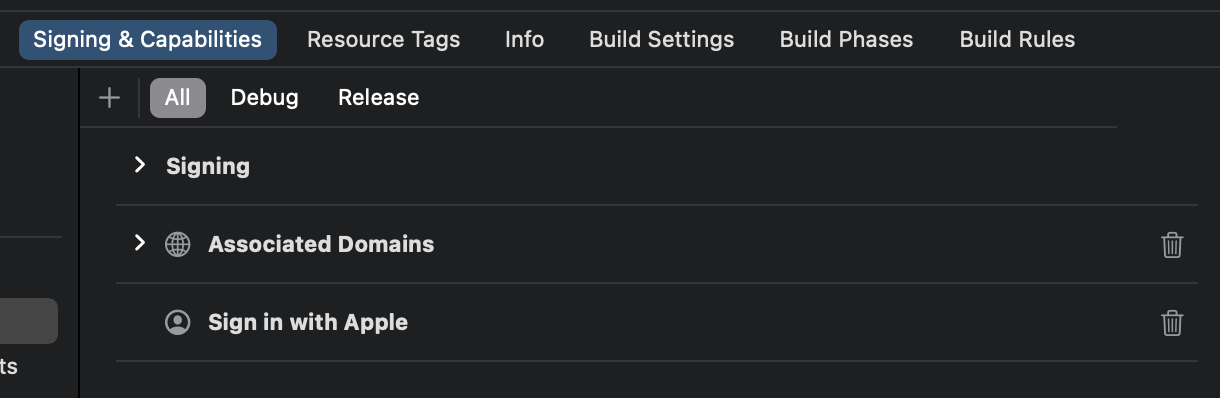 Signing & Capabilities Resource Tags Info Build Settings Build Phases Build Rules
All Debug Release
Signing
Associated Domains
Sign in with Apple
ts